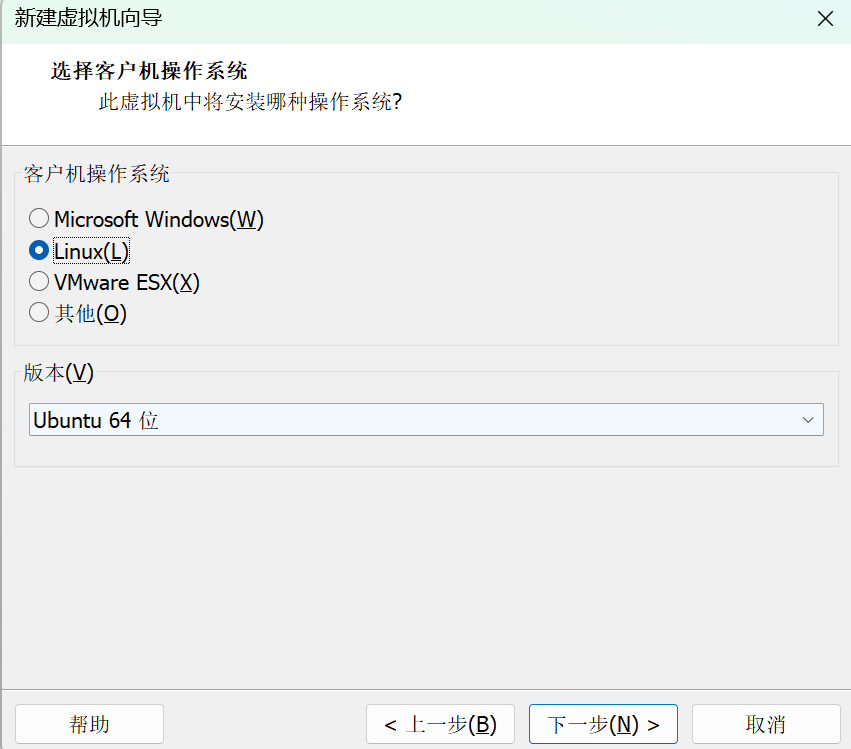 新建虚拟机向导
选择客户机操作系统
此虚拟机中将安装哪种操作系统?
客户机操作系统
Microsoft Windows(W)
Linux(L)
VMware ESX(X)
其他(O)
版本(V)
Ubuntu 64 位
帮助
< 上一步(B)
下一步(N) >
取消